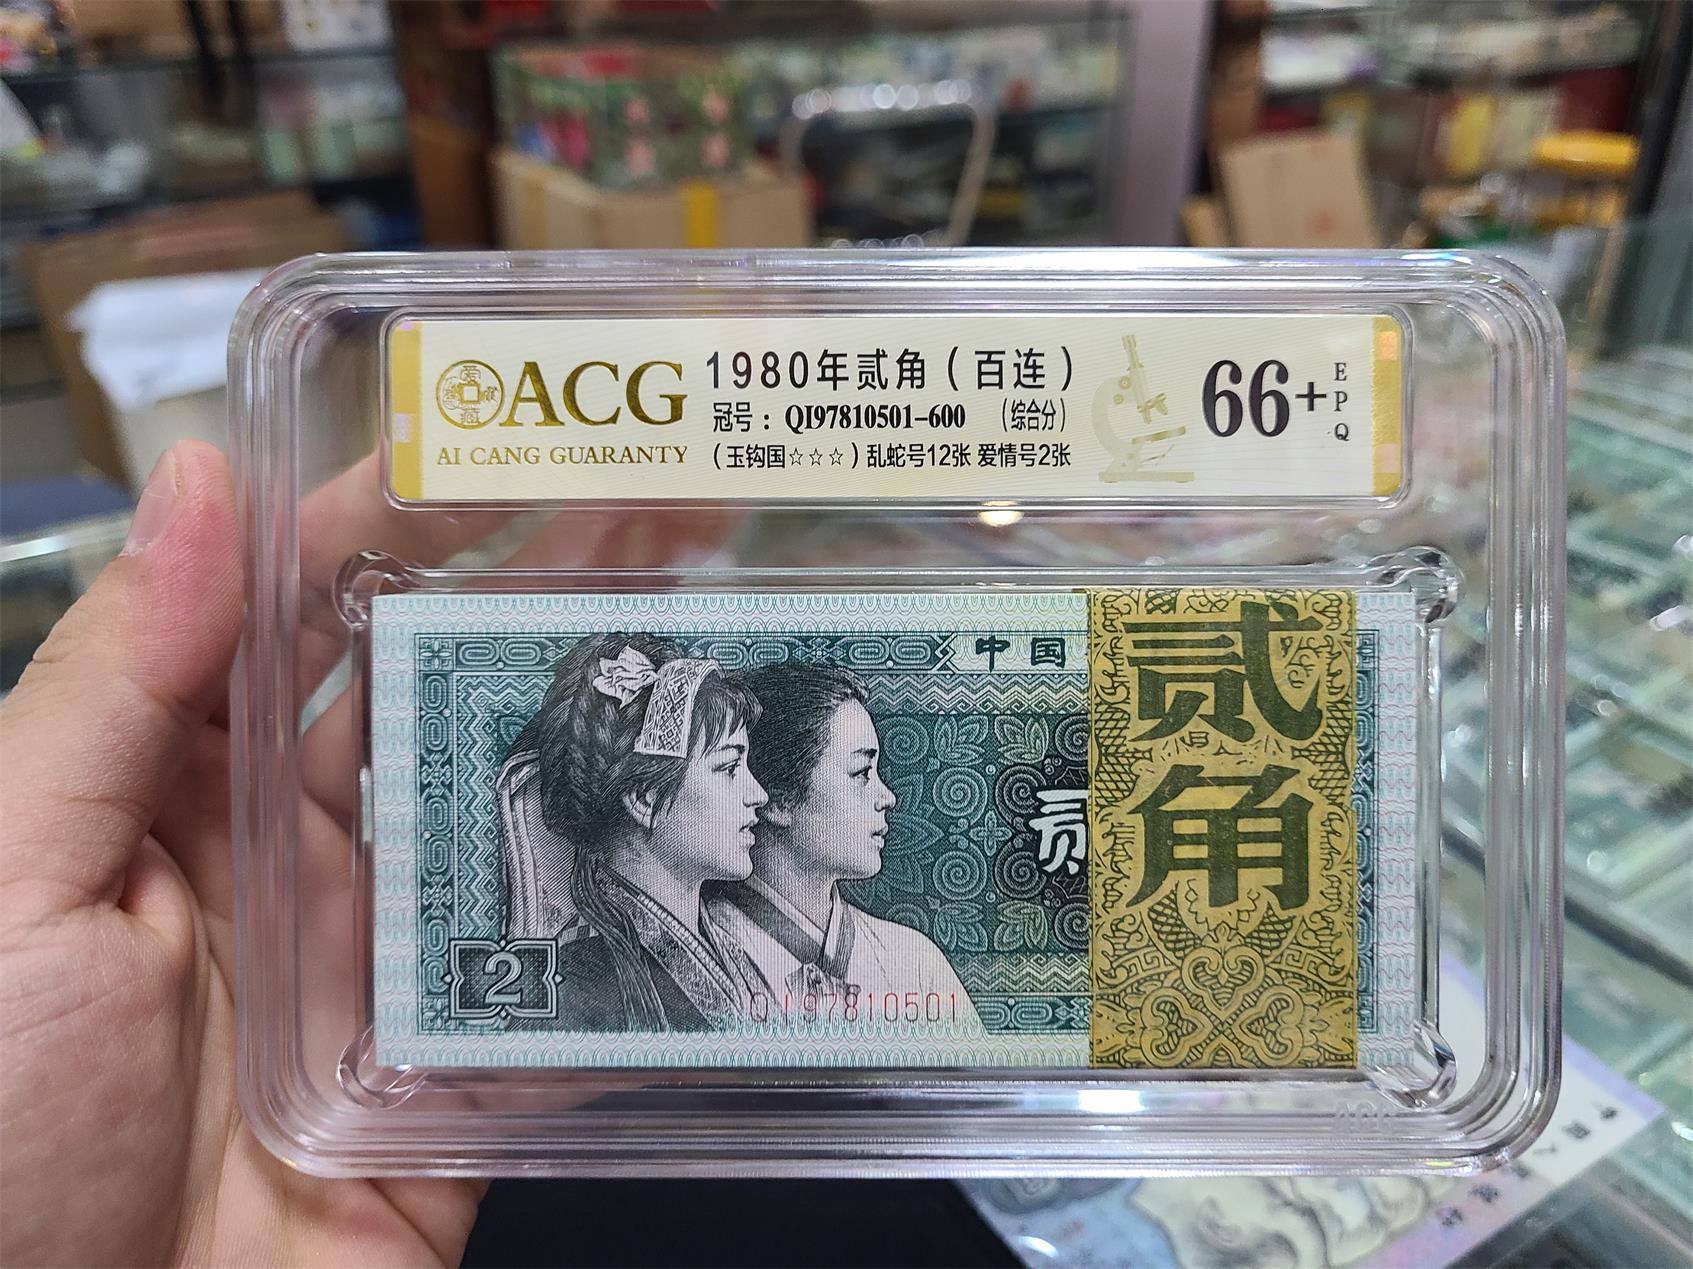 爱藏
ACG
AI CANG GUARANTY
1980年贰角（百连）
冠号：QI97810501-600 （综合分）
（玉钩国☆☆☆）乱蛇号12张 爱情号2张
66+
EPQ
中国
贰
贰角
2
QI97810501